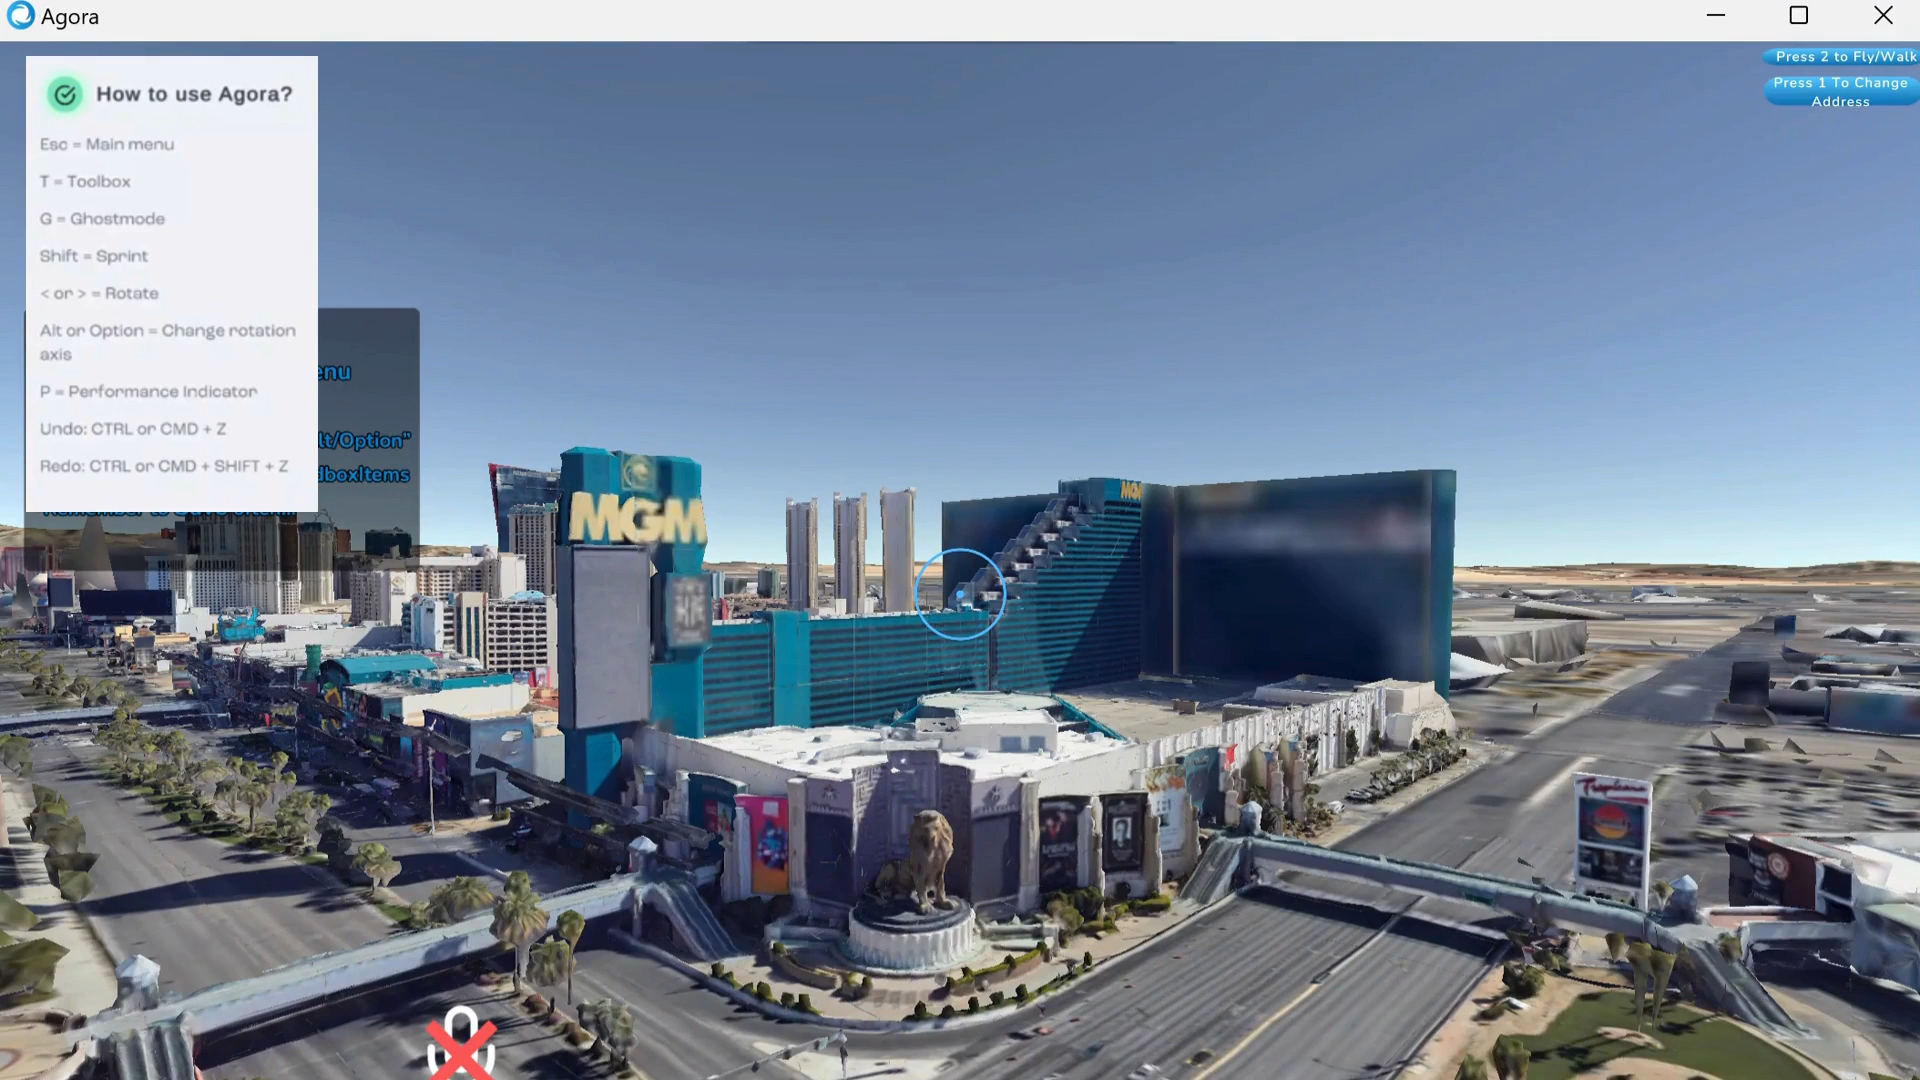 Agora
Press 2 to Fly/Walk
Press 1 To Change
Address
How to use Agora?
Esc = Main menu
T = Toolbox
G = Ghostmode
Shift = Sprint
< or > = Rotate
Alt or Option = Change rotation
axis
P = Performance Indicator
Undo: CTRL or CMD + Z
Redo: CTRL or CMD + SHIFT + Z
enu
lt/Option"
dboxItems
MGM
MGM
Tropicana